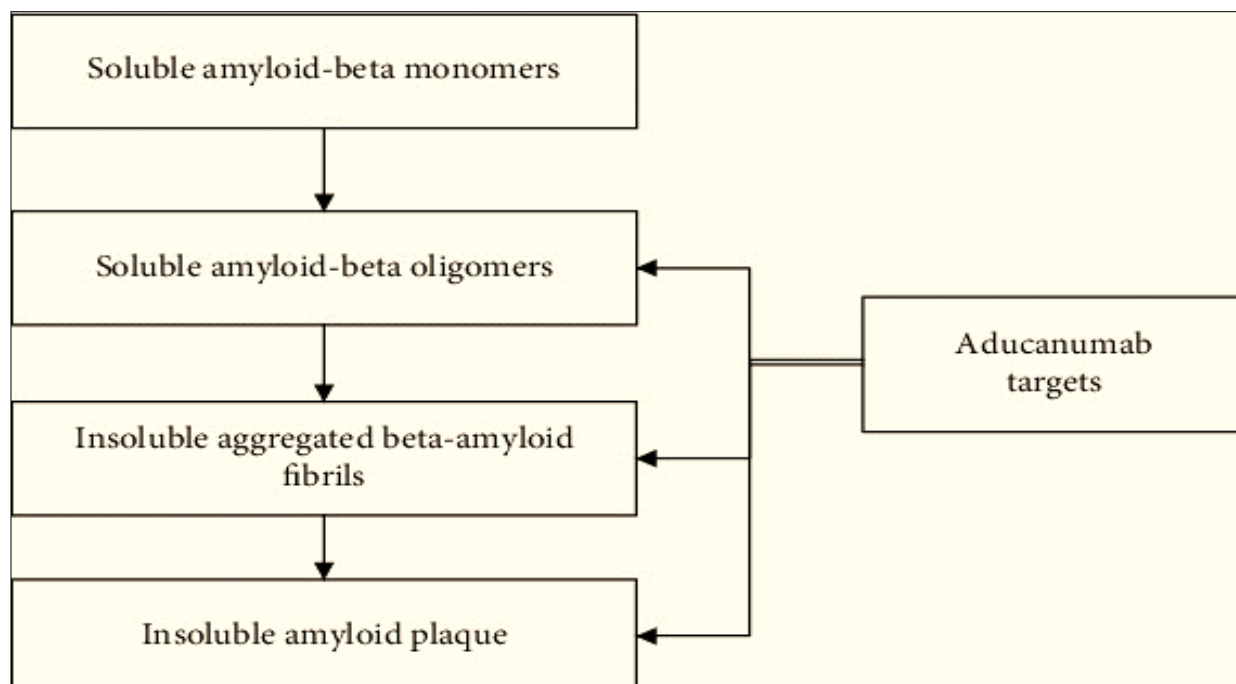 Soluble amyloid-beta monomers
Soluble amyloid-beta oligomers
Insoluble aggregated beta-amyloid
fibrils
Insoluble amyloid plaque
Aducanumab
targets